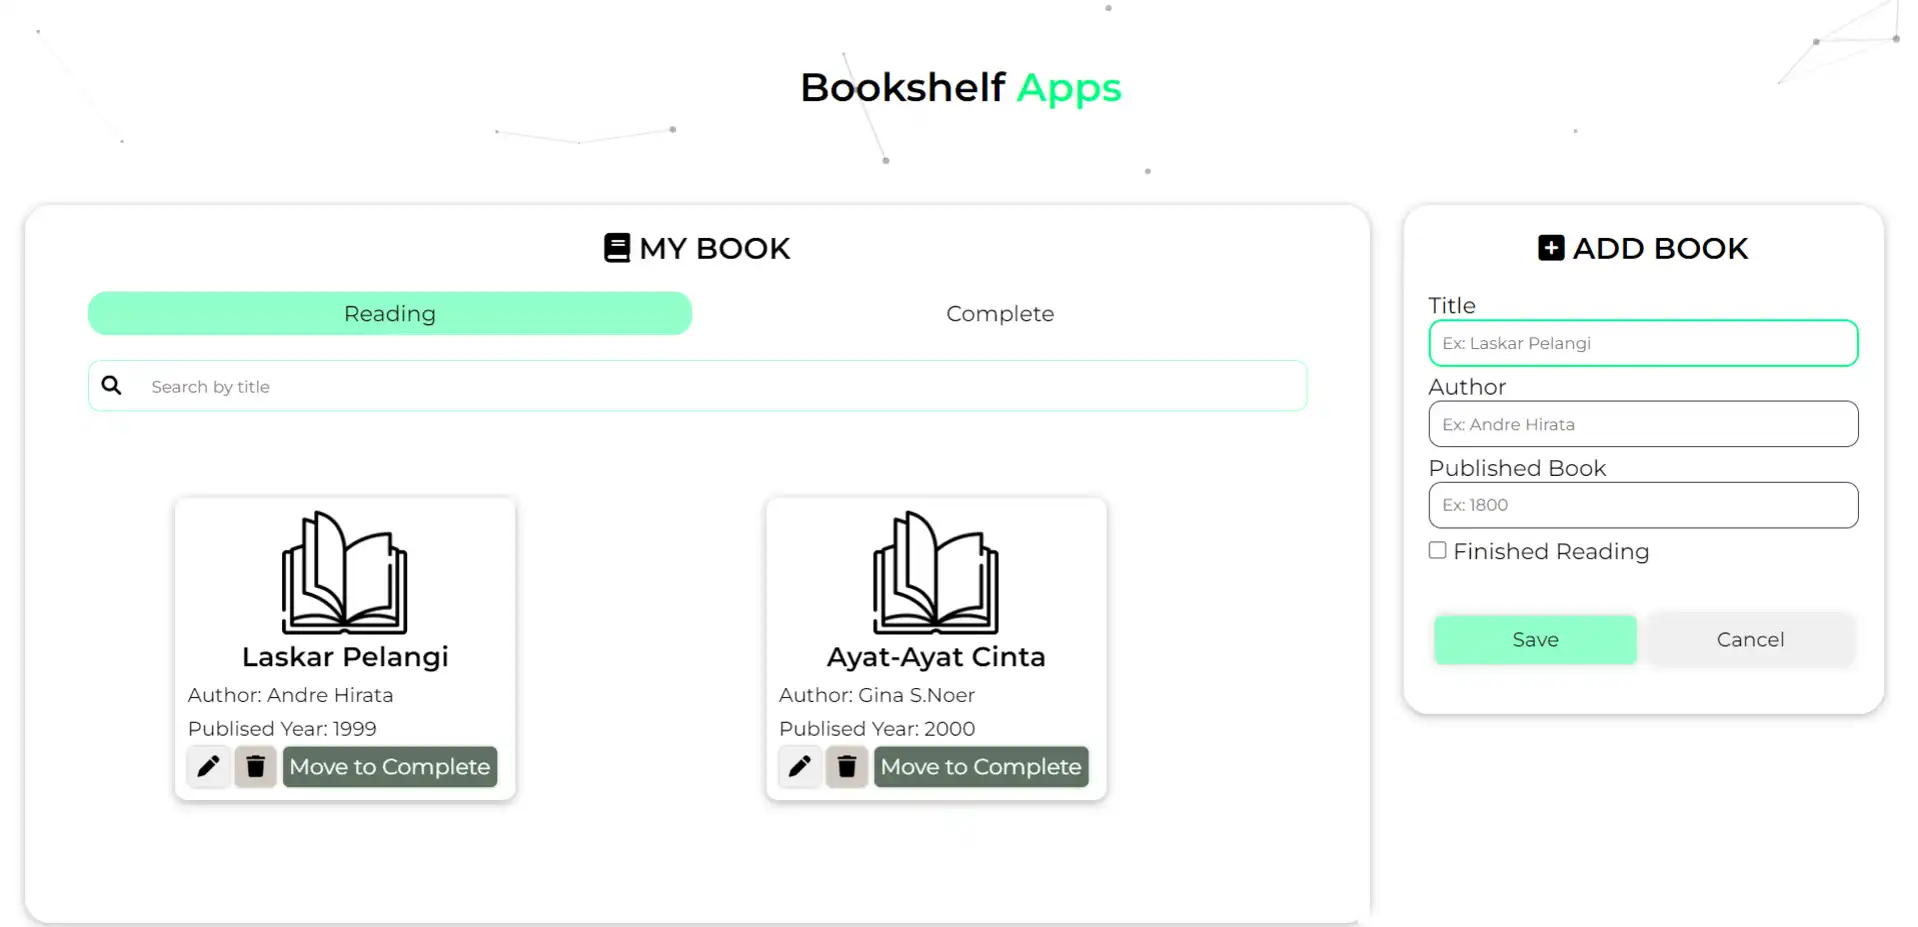 Bookshelf Apps
MY BOOK
Reading
Complete
Search by title
Laskar Pelangi
Author: Andre Hirata
Publised Year: 1999
Move to Complete
Ayat-Ayat Cinta
Author: Gina S.Noer
Publised Year: 2000
Move to Complete
ADD BOOK
Title
Ex: Laskar Pelangi
Author
Ex: Andre Hirata
Published Book
Ex: 1800
Finished Reading
Save
Cancel